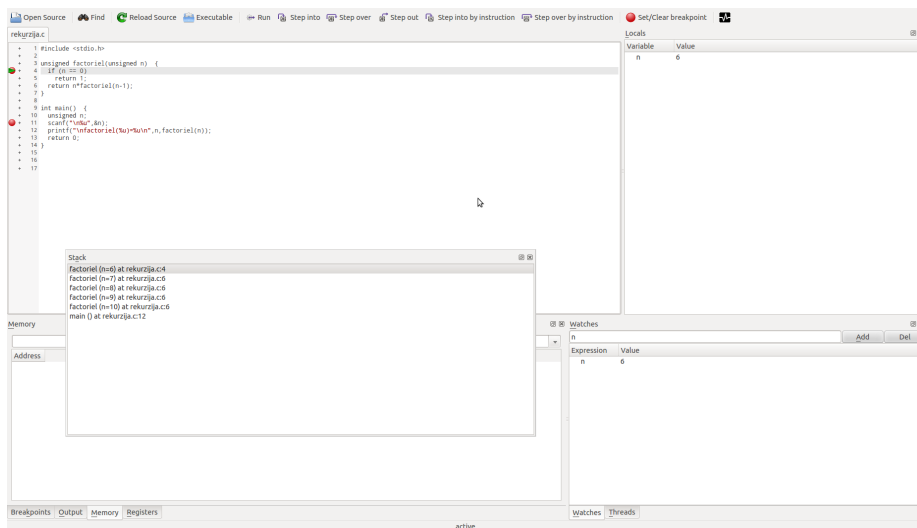 Open Source Find Reload Source Executable Run Step into Step over Step out Step into by instruction Step over by instruction Set/Clear breakpoint
rekurzija.c
1 #include <stdio.h>
2
3 unsigned factoriel(unsigned n) {
4 if (n == 0)
5 return 1;
6 return n*factoriel(n-1);
7 }
8
9 int main() {
10 unsigned n;
11 scanf("\n%u",&n);
12 printf("\nfactoriel(%u)=%u\n",n,factoriel(n));
13 return 0;
14 }
15
16
17
Locals
Variable Value
n 6
Stack
factoriel (n=6) at rekurzija.c:4
factoriel (n=7) at rekurzija.c:6
factoriel (n=8) at rekurzija.c:6
factoriel (n=9) at rekurzija.c:6
factoriel (n=10) at rekurzija.c:6
main () at rekurzija.c:12
Memory
Address
Watches
n Add Del
Expression Value
n 6
Breakpoints Output Memory Registers
Watches Threads
active